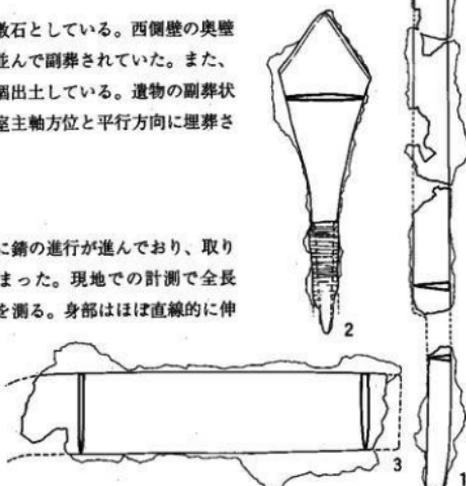 敷石としている。西側壁の奥壁
並んで副葬されていた。また、
個出土している。遺物の副葬状
室主軸方位と平行方向に埋葬さ
に錆の進行が進んでおり、取り
まった。現地での計測で全長
を測る。身部はほぼ直線的に伸
2
3
1